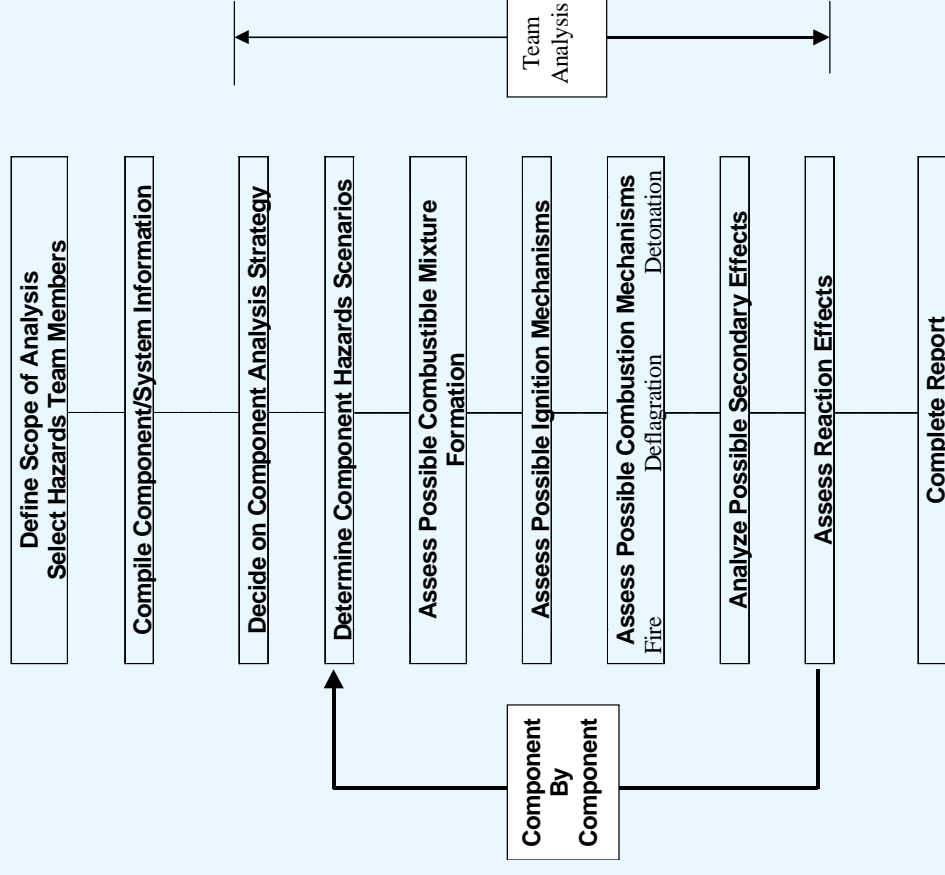 Define Scope of Analysis
Select Hazards Team Members
Compile Component/System Information
Decide on Component Analysis Strategy
Determine Component Hazards Scenarios
Assess Possible Combustible Mixture
Formation
Assess Possible Ignition Mechanisms
Assess Possible Combustion Mechanisms
Fire Deflagration Detonation
Analyze Possible Secondary Effects
Assess Reaction Effects
Complete Report
Component
By
Component
Team
Analysis